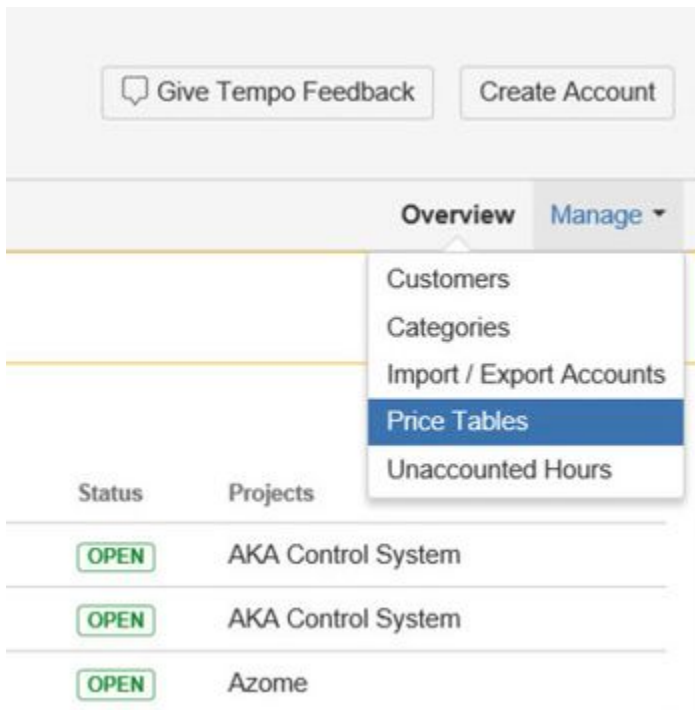 Give Tempo Feedback Create Account
Overview Manage
Customers
Categories
Import / Export Accounts
Price Tables
Unaccounted Hours
Status Projects
OPEN AKA Control System
OPEN AKA Control System
OPEN Azome